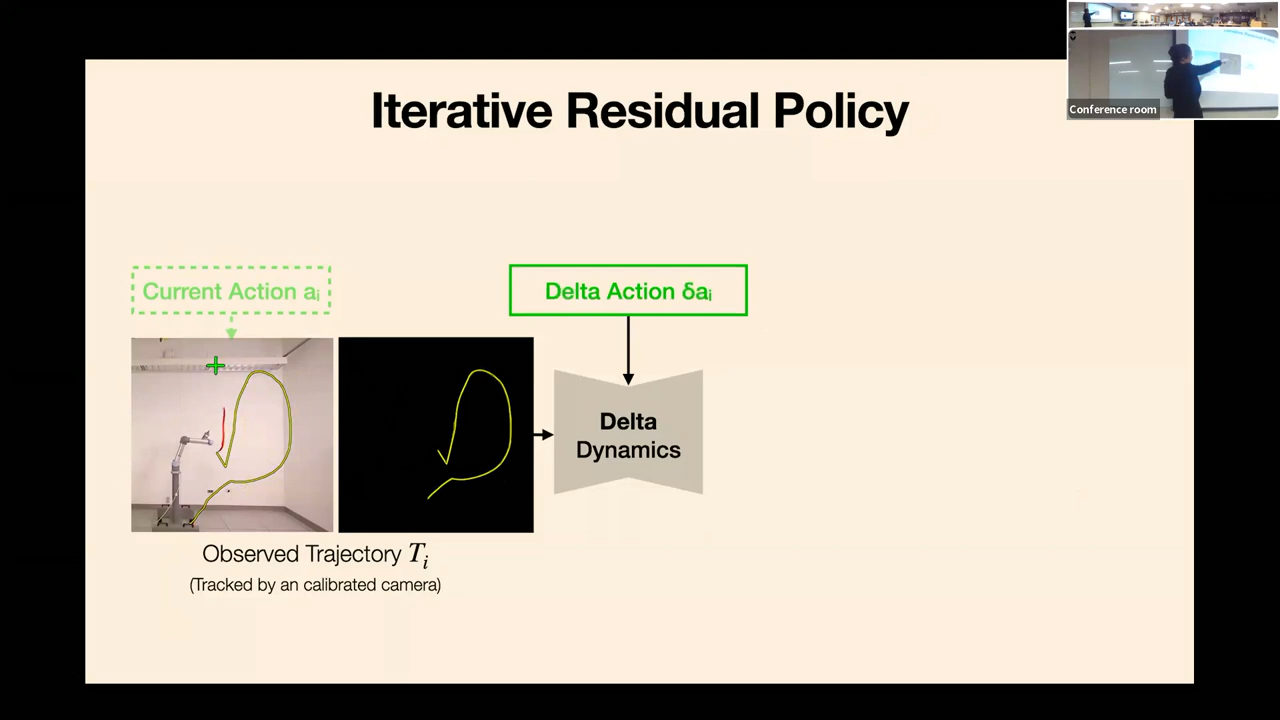 Iterative Residual Policy
Conference room
Current Action aᵢ
Delta Action δaᵢ
Delta
Dynamics
Observed Trajectory Tᵢ
(Tracked by an calibrated camera)